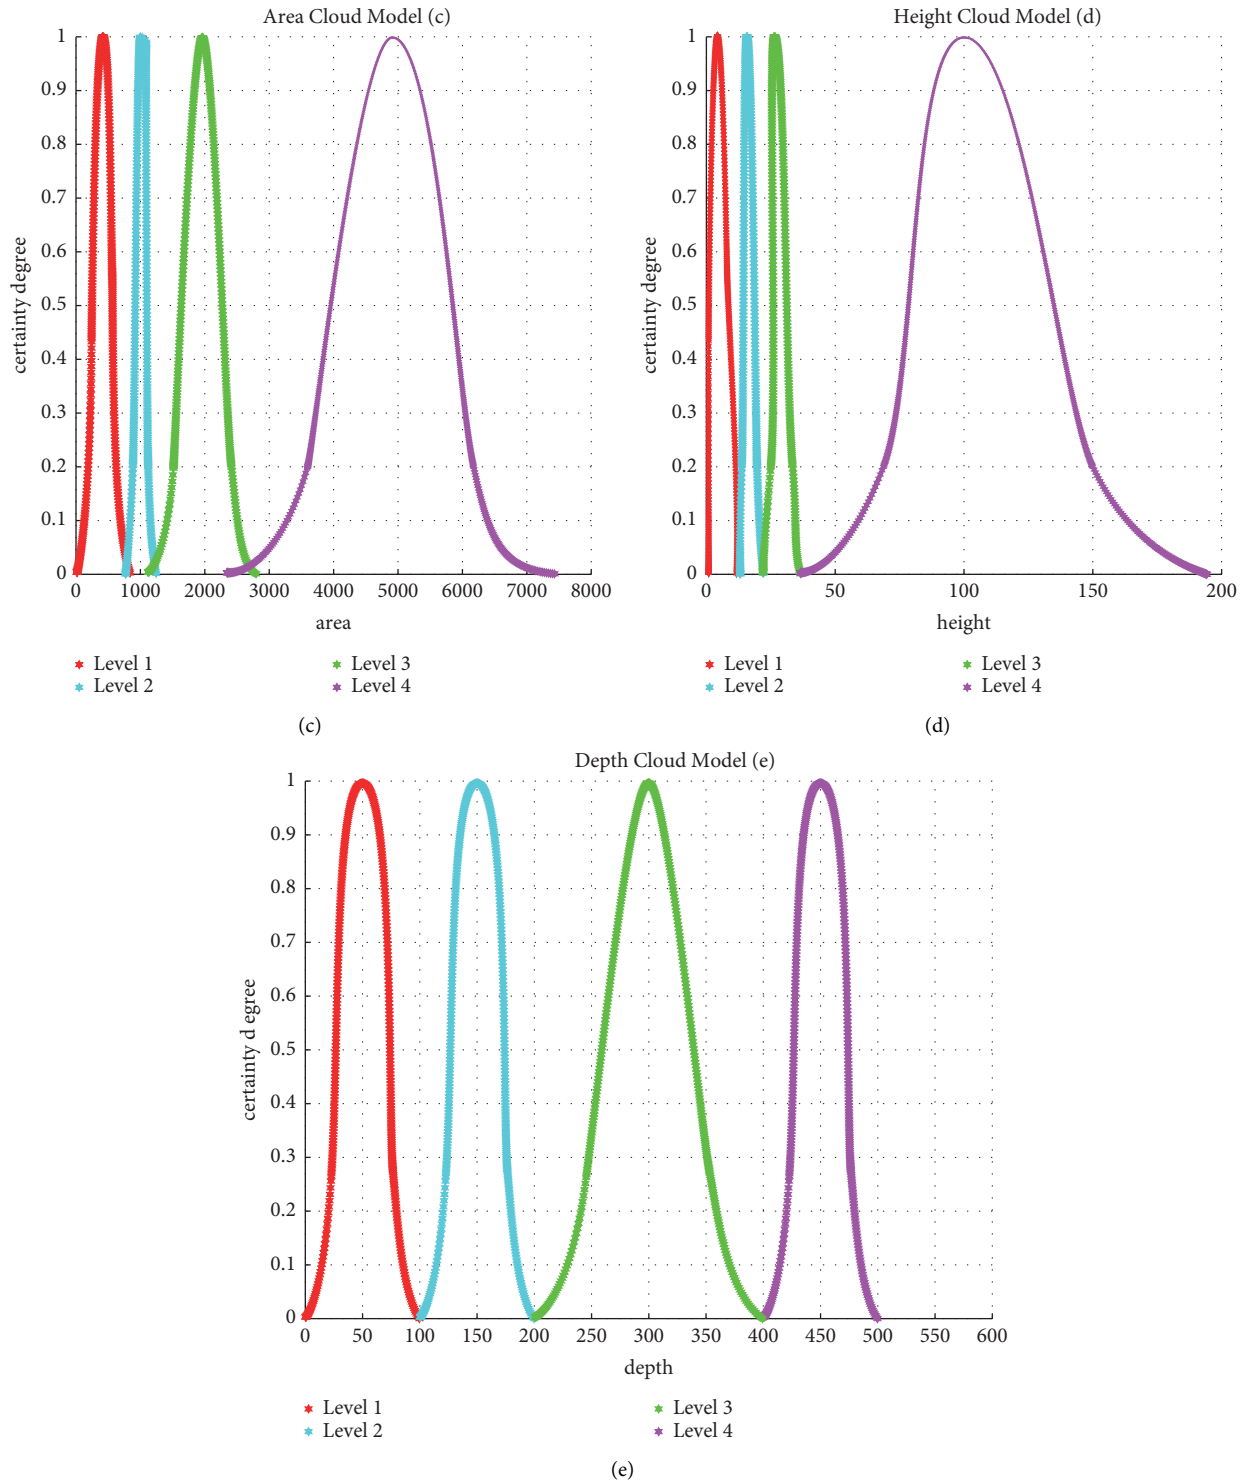 Area Cloud Model (c)
1
0.9
0.8
0.7
0.6
0.5
0.4
0.3
0.2
0.1
0
certainty degree
0 1000 2000 3000 4000 5000 6000 7000 8000
area
Level 1
Level 2
Level 3
Level 4
(c)
Height Cloud Model (d)
1
0.9
0.8
0.7
0.6
0.5
0.4
0.3
0.2
0.1
0
certainty degree
0 50 100 150 200
height
Level 1
Level 2
Level 3
Level 4
(d)
Depth Cloud Model (e)
1
0.9
0.8
0.7
0.6
0.5
0.4
0.3
0.2
0.1
0
certainty d egree
0 50 100 150 200 250 300 350 400 450 500 550 600
depth
Level 1
Level 2
Level 3
Level 4
(e)